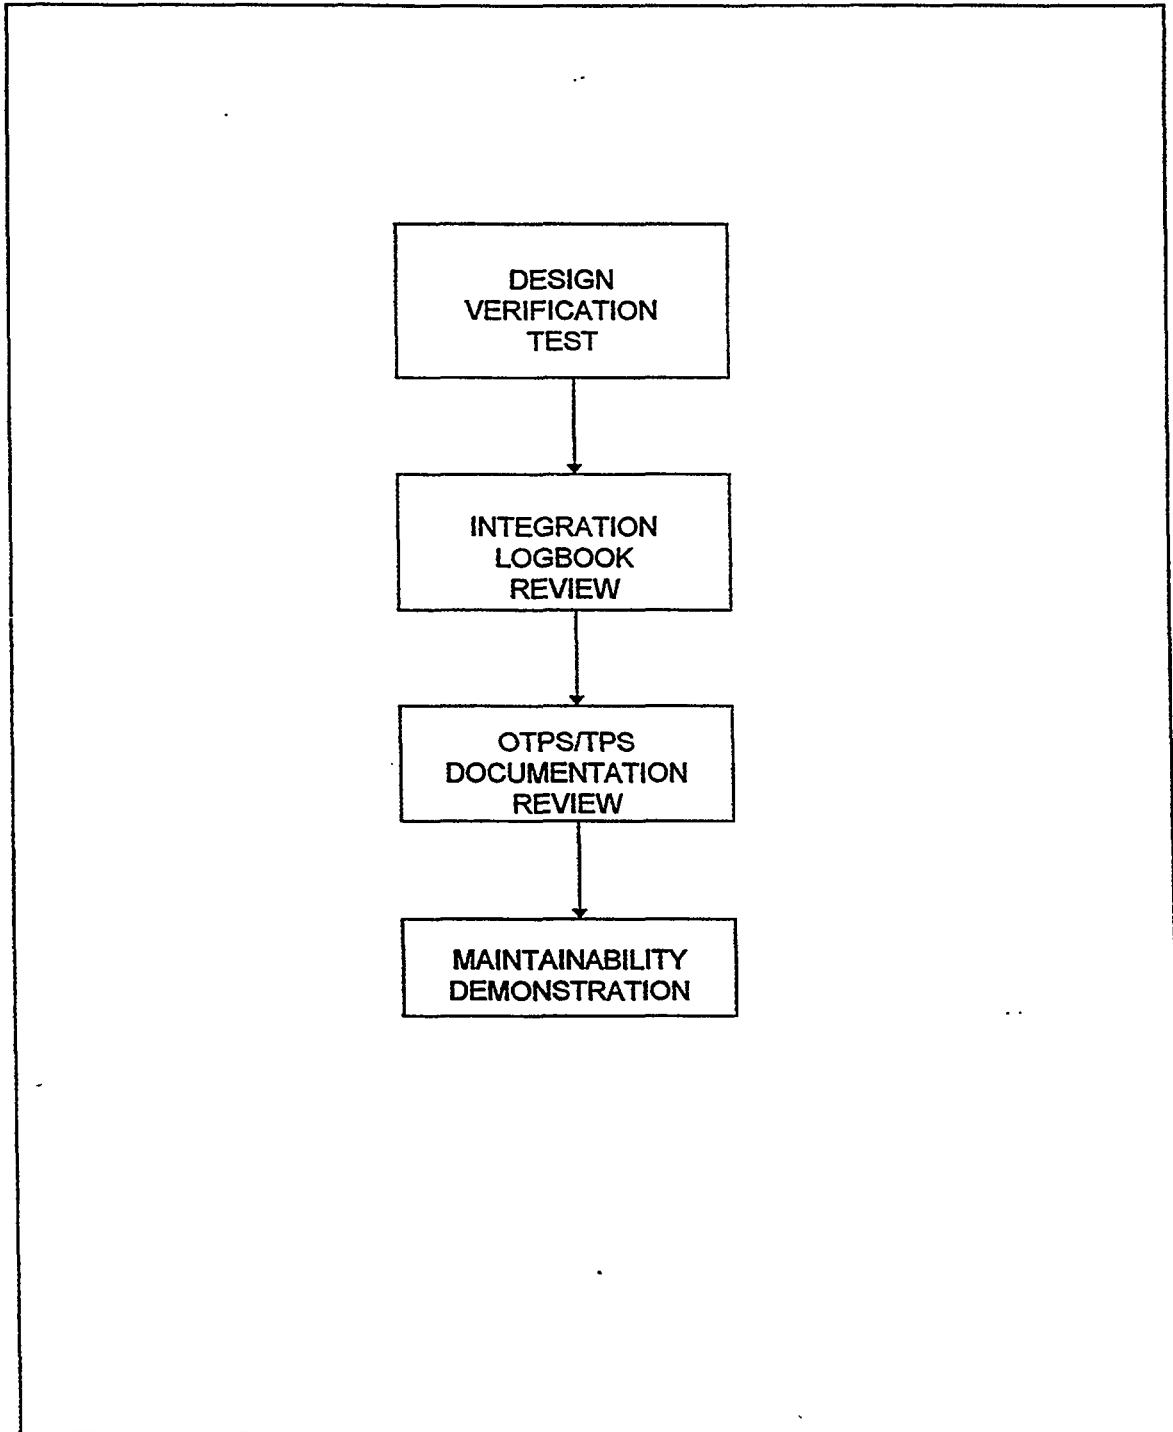 DESIGN
VERIFICATION
TEST
INTEGRATION
LOGBOOK
REVIEW
OTPS/TPS
DOCUMENTATION
REVIEW
MAINTAINABILITY
DEMONSTRATION